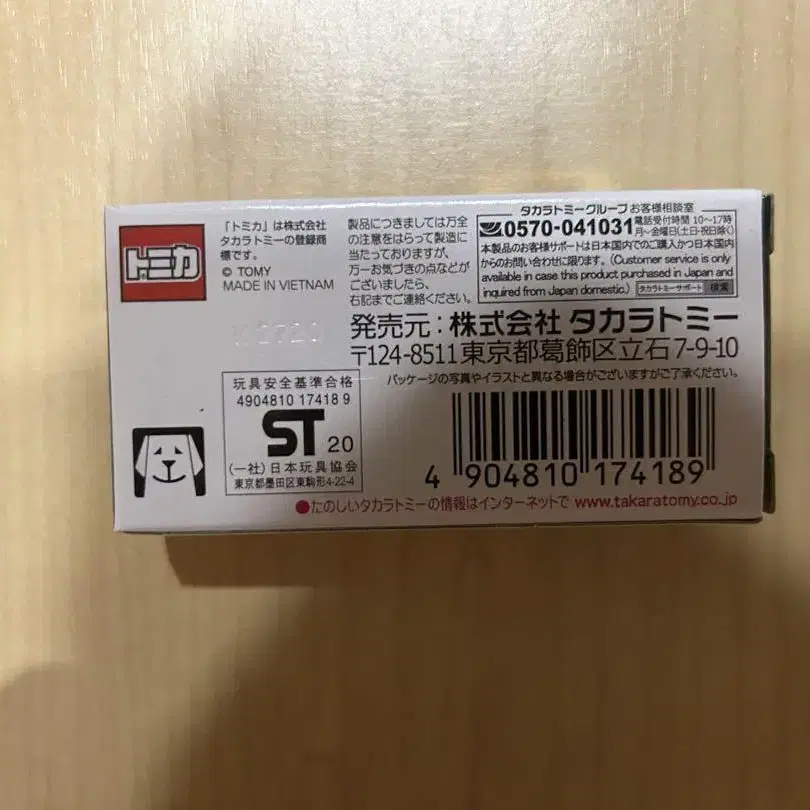 トミカ
「トミカ」は株式会社
タカラトミーの登録商
標です。
© TOMY
MADE IN VIETNAM
製品につきましては万全
の注意をはらって製造に
当たっておりますが、
万一お気づきの点などが
ございましたら、
右記までご連絡ください。
タカラトミーグループお客様相談室
0570-041031
電話受付時間 10〜17時
月〜金曜日(土日・祝日除く)
本製品のお客様サポートは日本国内でのご購入かつ日本国内
からのお問い合わせに限ります。(Customer service is only
available in case this product purchased in Japan and
inquired from Japan domestic.) タカラトミーサポート 検索
発売元:株式会社 タカラトミー
〒124-8511東京都葛飾区立石7-9-10
パッケージの写真やイラストと異なる場合がございますがご了承ください。
玩具安全基準合格
4904810 17418 9
ST 20
(一社)日本玩具協会
東京都墨田区東駒形4-22-4
4 904810 174189
●たのしいタカラトミーの情報はインターネットで www.takaratomy.co.jp